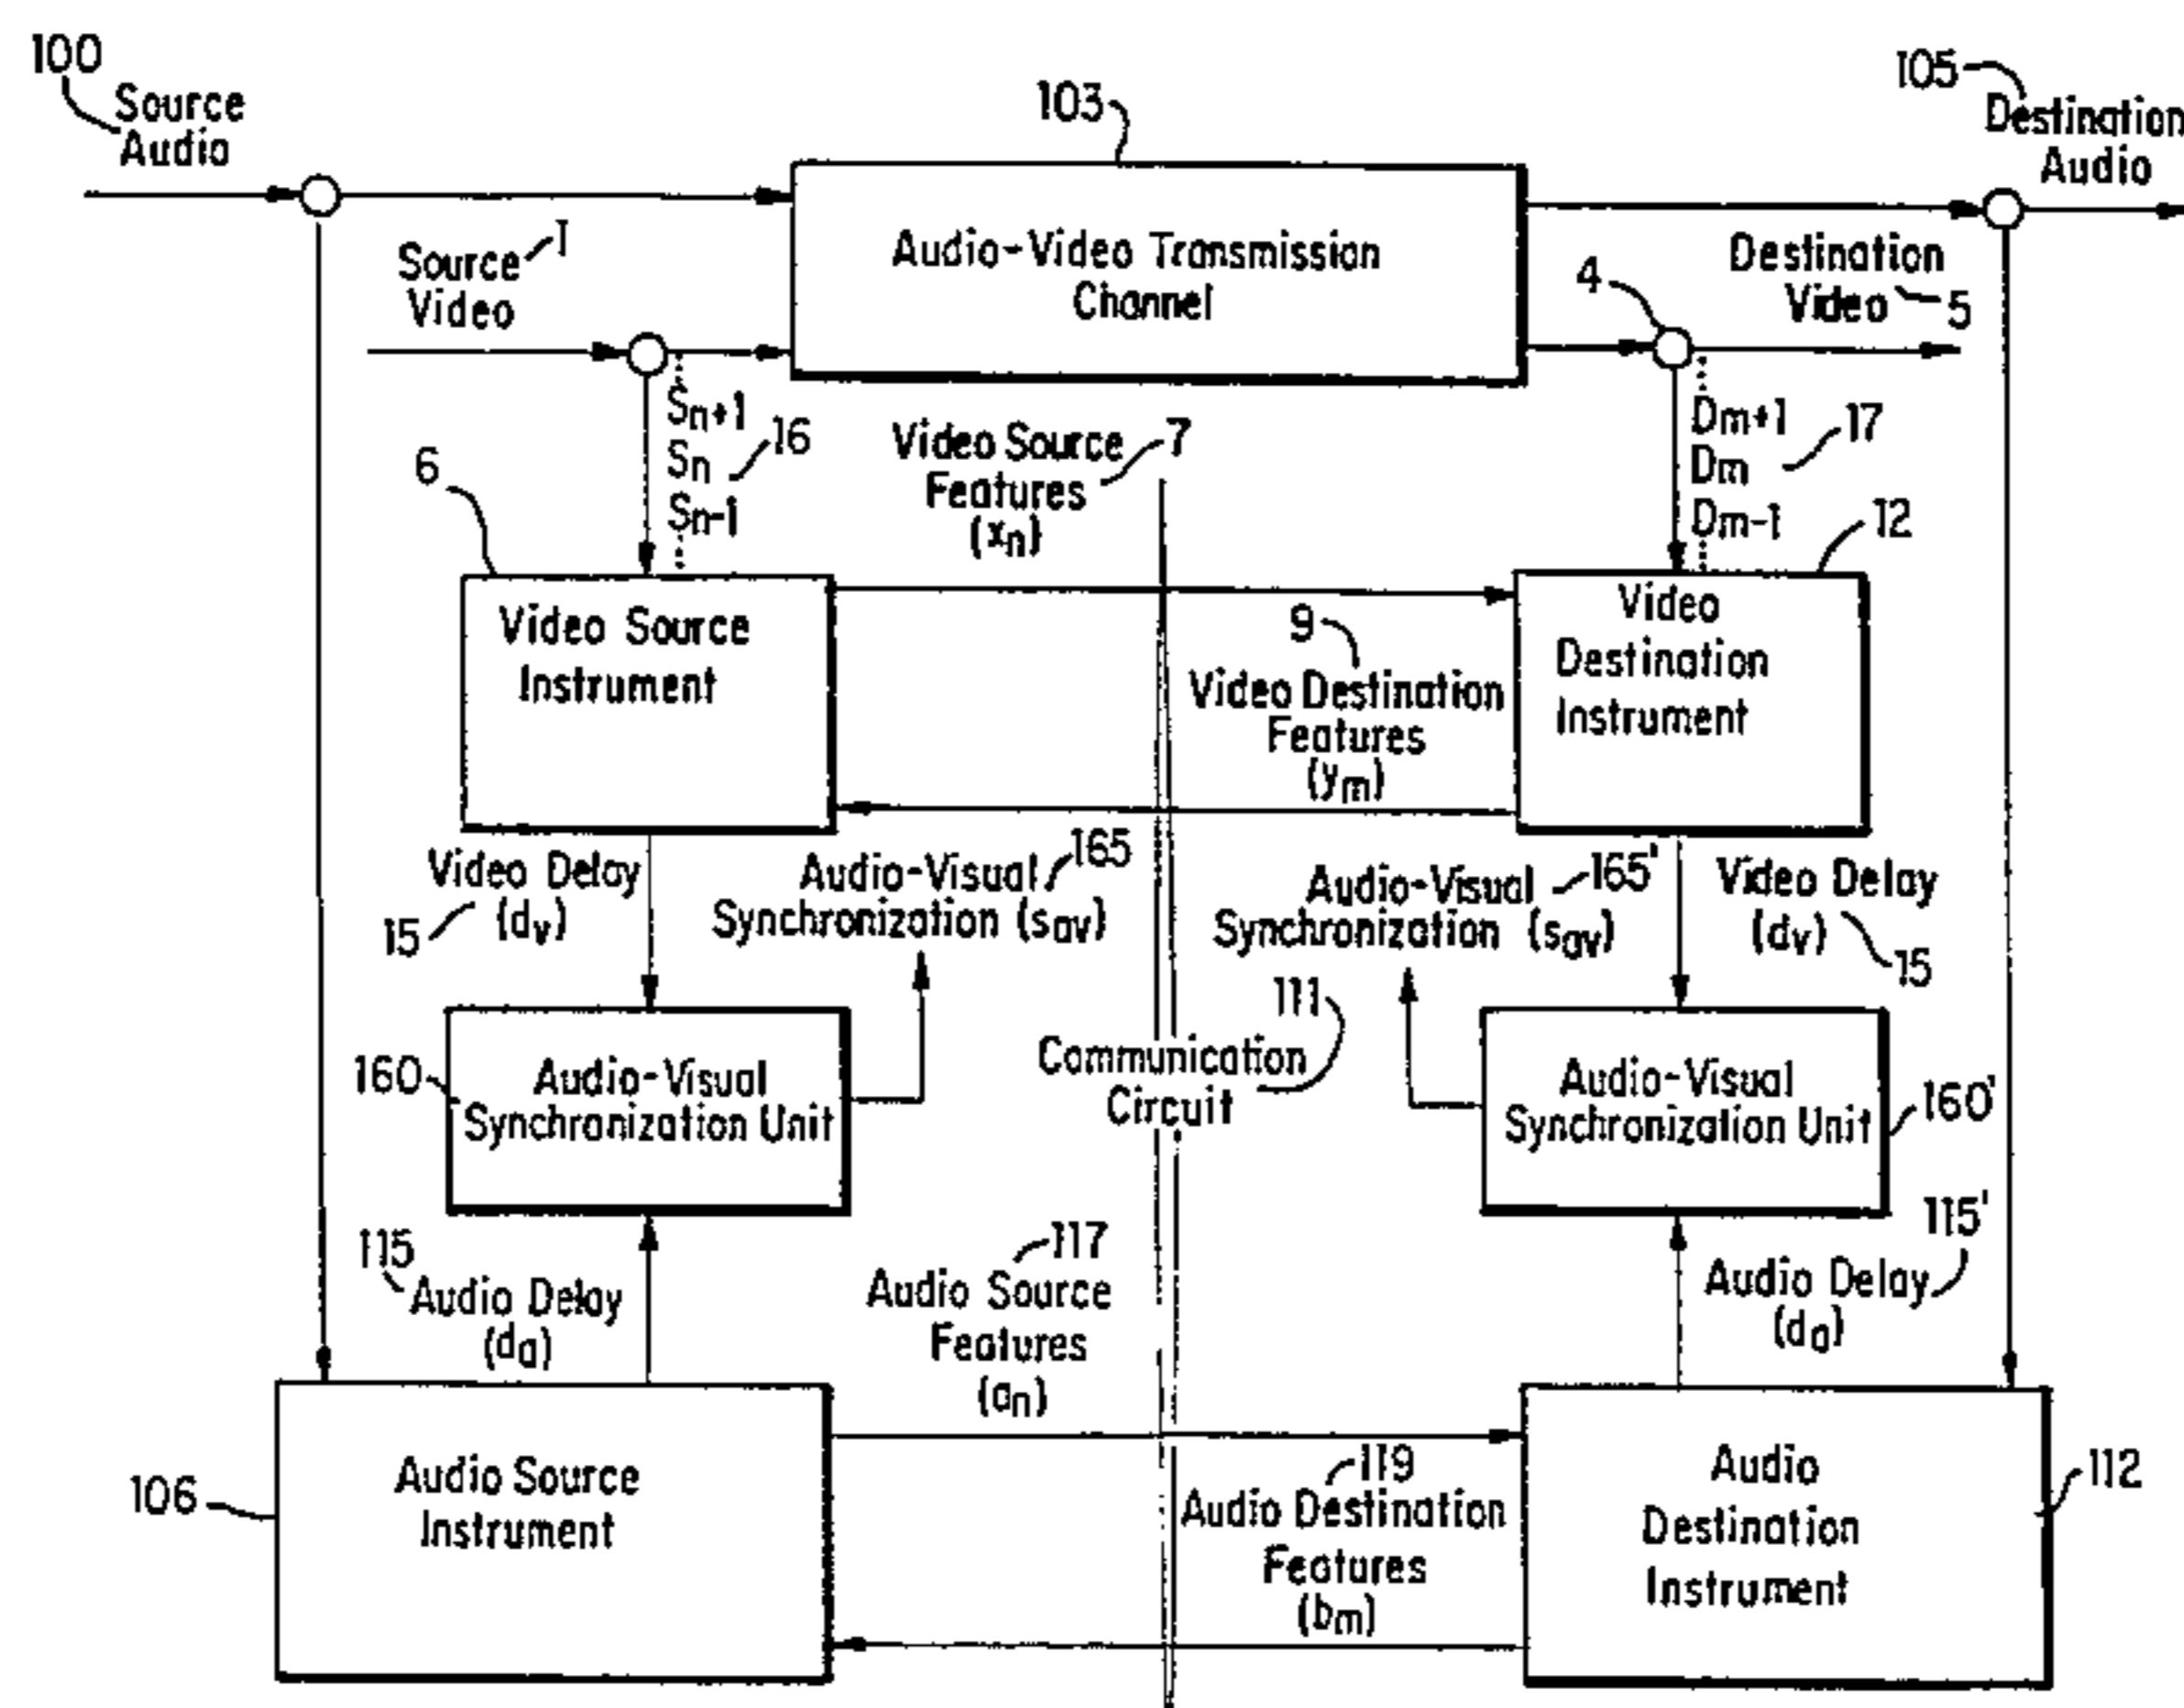 100
Source
Audio
103
105
Destination
Audio
Source
Video
1
Audio-Video Transmission
Channel
4
Destination
Video
5
Sn+1
Sn
Sn-1
16
6
Video Source
Features
(xn)
7
Dm+1
Dm
Dm-1
17
12
Video Source
Instrument
9
Video Destination
Features
(ym)
Video
Destination
Instrument
Video Delay
(dv)
15
Audio-Visual
Synchronization (sav)
165
Audio-Visual
Synchronization (sav)
165'
Video Delay
(dv)
15
160
Audio-Visual
Synchronization Unit
111
Communication
Circuit
Audio-Visual
Synchronization Unit
160'
115
Audio Delay
(da)
117
Audio Source
Features
(an)
115'
Audio Delay
(da)
106
Audio Source
Instrument
119
Audio Destination
Features
(bm)
Audio
Destination
Instrument
112